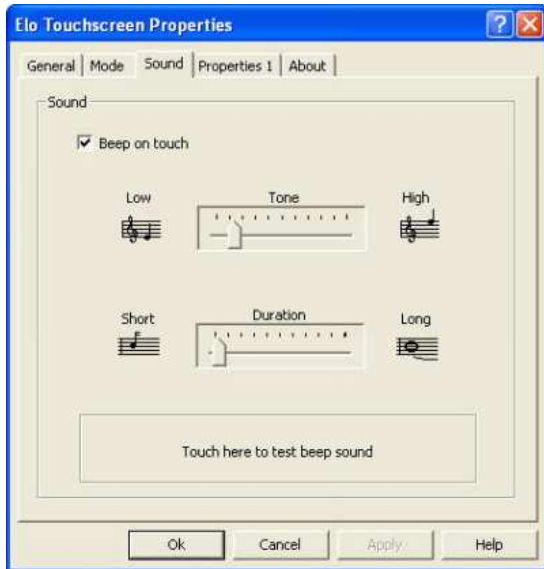 Elo Touchscreen Properties
General Mode Sound Properties 1 About
Sound
Beep on touch
Low Tone High
Short Duration Long
Touch here to test beep sound
Ok Cancel Apply Help